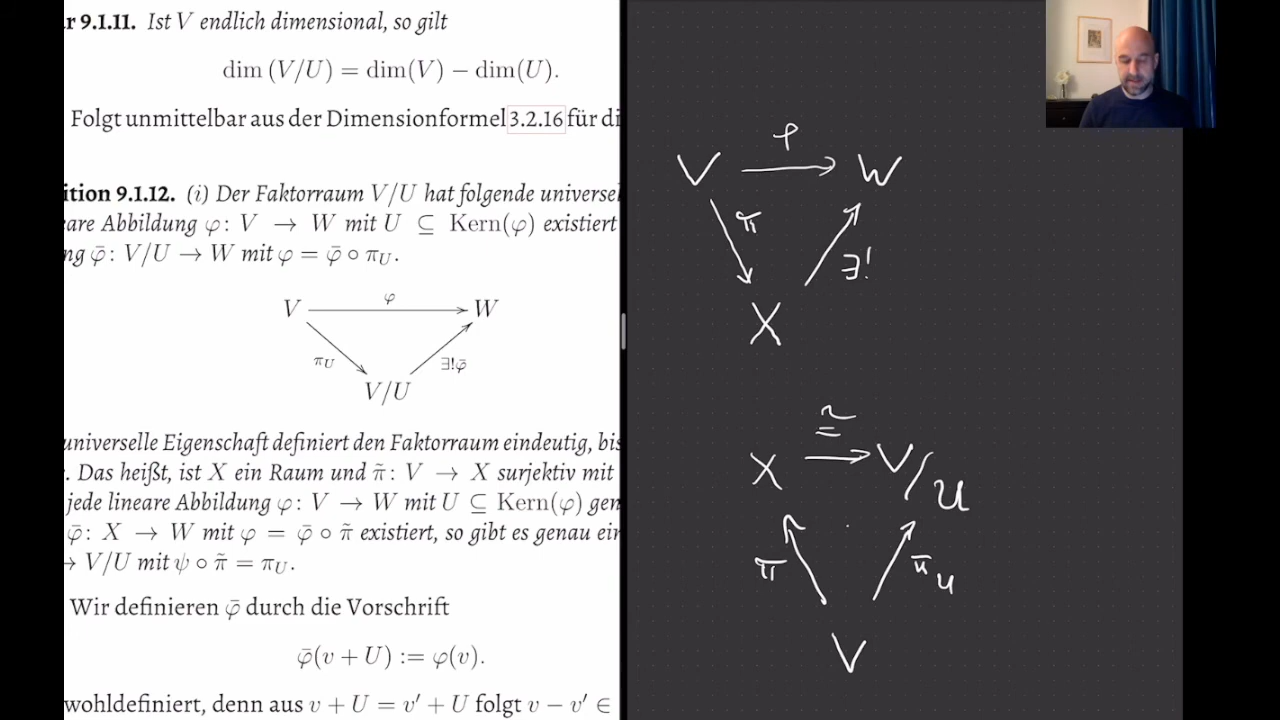 r 9.1.11. Ist V endlich dimensional, so gilt
dim (V/U) = dim(V) − dim(U).
Folgt unmittelbar aus der Dimensionformel 3.2.16 für di
ition 9.1.12. (i) Der Faktorraum V/U hat folgende universel
are Abbildung φ: V → W mit U ⊆ Kern(φ) existiert
ng φ̄: V/U → W mit φ = φ̄ ∘ π_U.
V φ W
π_U ∃!φ̄
V/U
universelle Eigenschaft definiert den Faktorraum eindeutig, bis
. Das heißt, ist X ein Raum und π̃: V → X surjektiv mit
jede lineare Abbildung φ: V → W mit U ⊆ Kern(φ) gen
φ̄: X → W mit φ = φ̄ ∘ π̃ existiert, so gibt es genau ein
→ V/U mit ψ ∘ π̃ = π_U.
Wir definieren φ̄ durch die Vorschrift
φ̄(v + U) := φ(v).
wohldefiniert, denn aus v + U = v′ + U folgt v − v′ ∈
φ
V → W
π̃ ∃!
X
≅
X → V/U
π̃ π_U
V